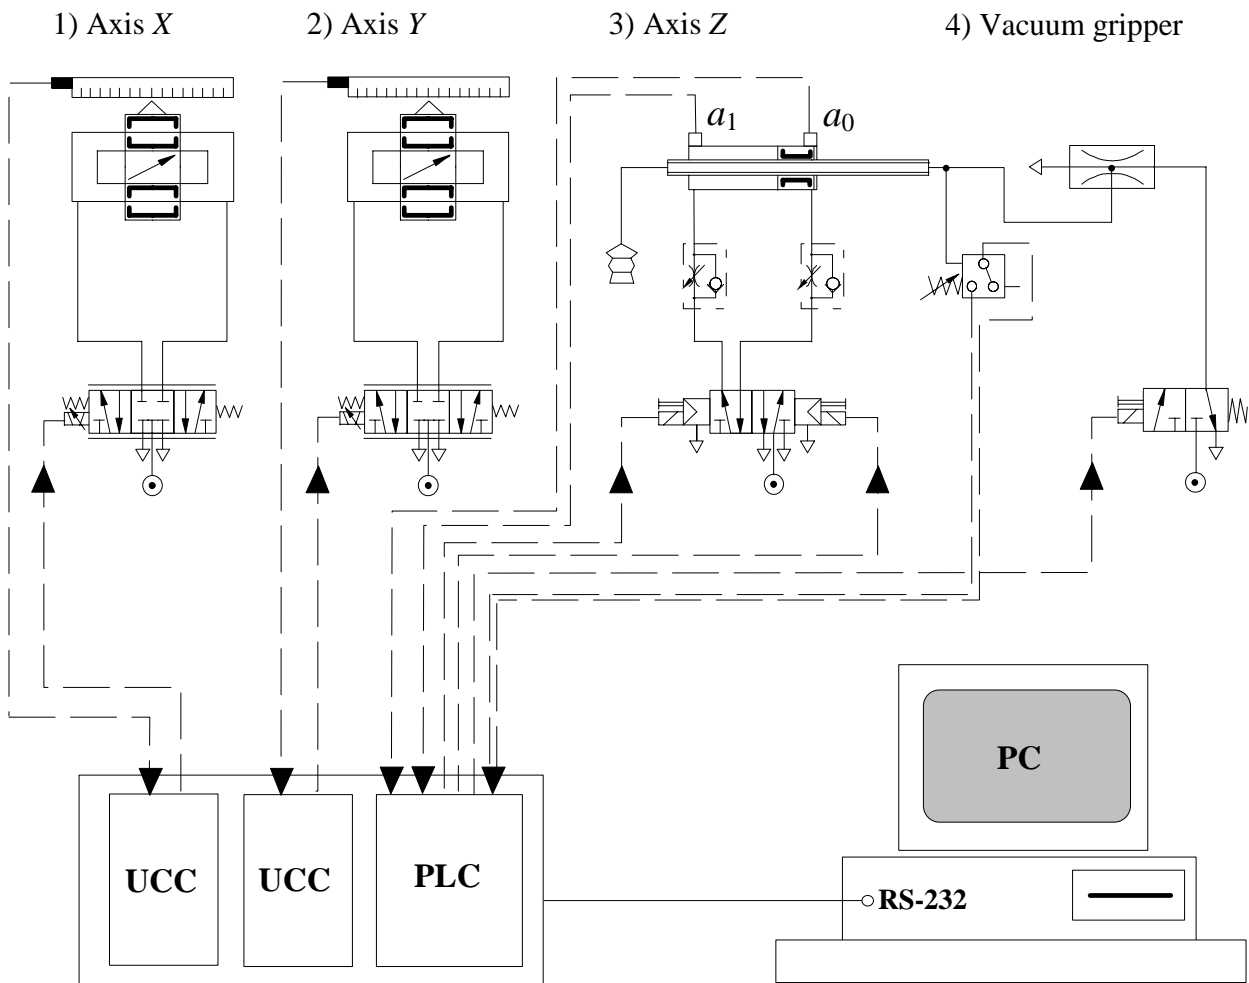 1) Axis X
2) Axis Y
3) Axis Z
4) Vacuum gripper
a1
a0
PC
UCC
UCC
PLC
RS-232